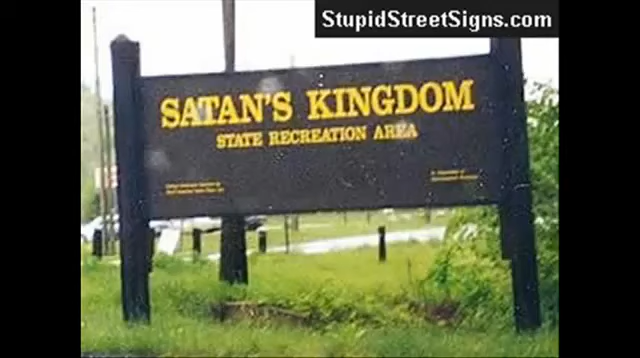 StupidStreetSigns.com
SATAN'S KINGDOM
STATE RECREATION AREA